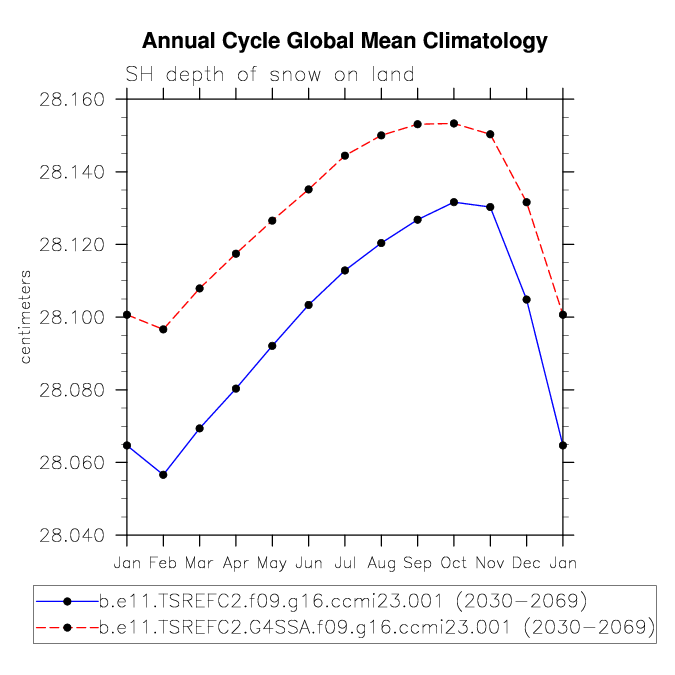 Annual Cycle Global Mean Climatology
SH depth of snow on land
28.160
28.140
28.120
28.100
28.080
28.060
28.040
centimeters
Jan Feb Mar Apr May Jun Jul Aug Sep Oct Nov Dec Jan
b.e11.TSREFC2.f09.g16.ccmi23.001 (2030-2069)
b.e11.TSREFC2.G4SSA.f09.g16.ccmi23.001 (2030-2069)